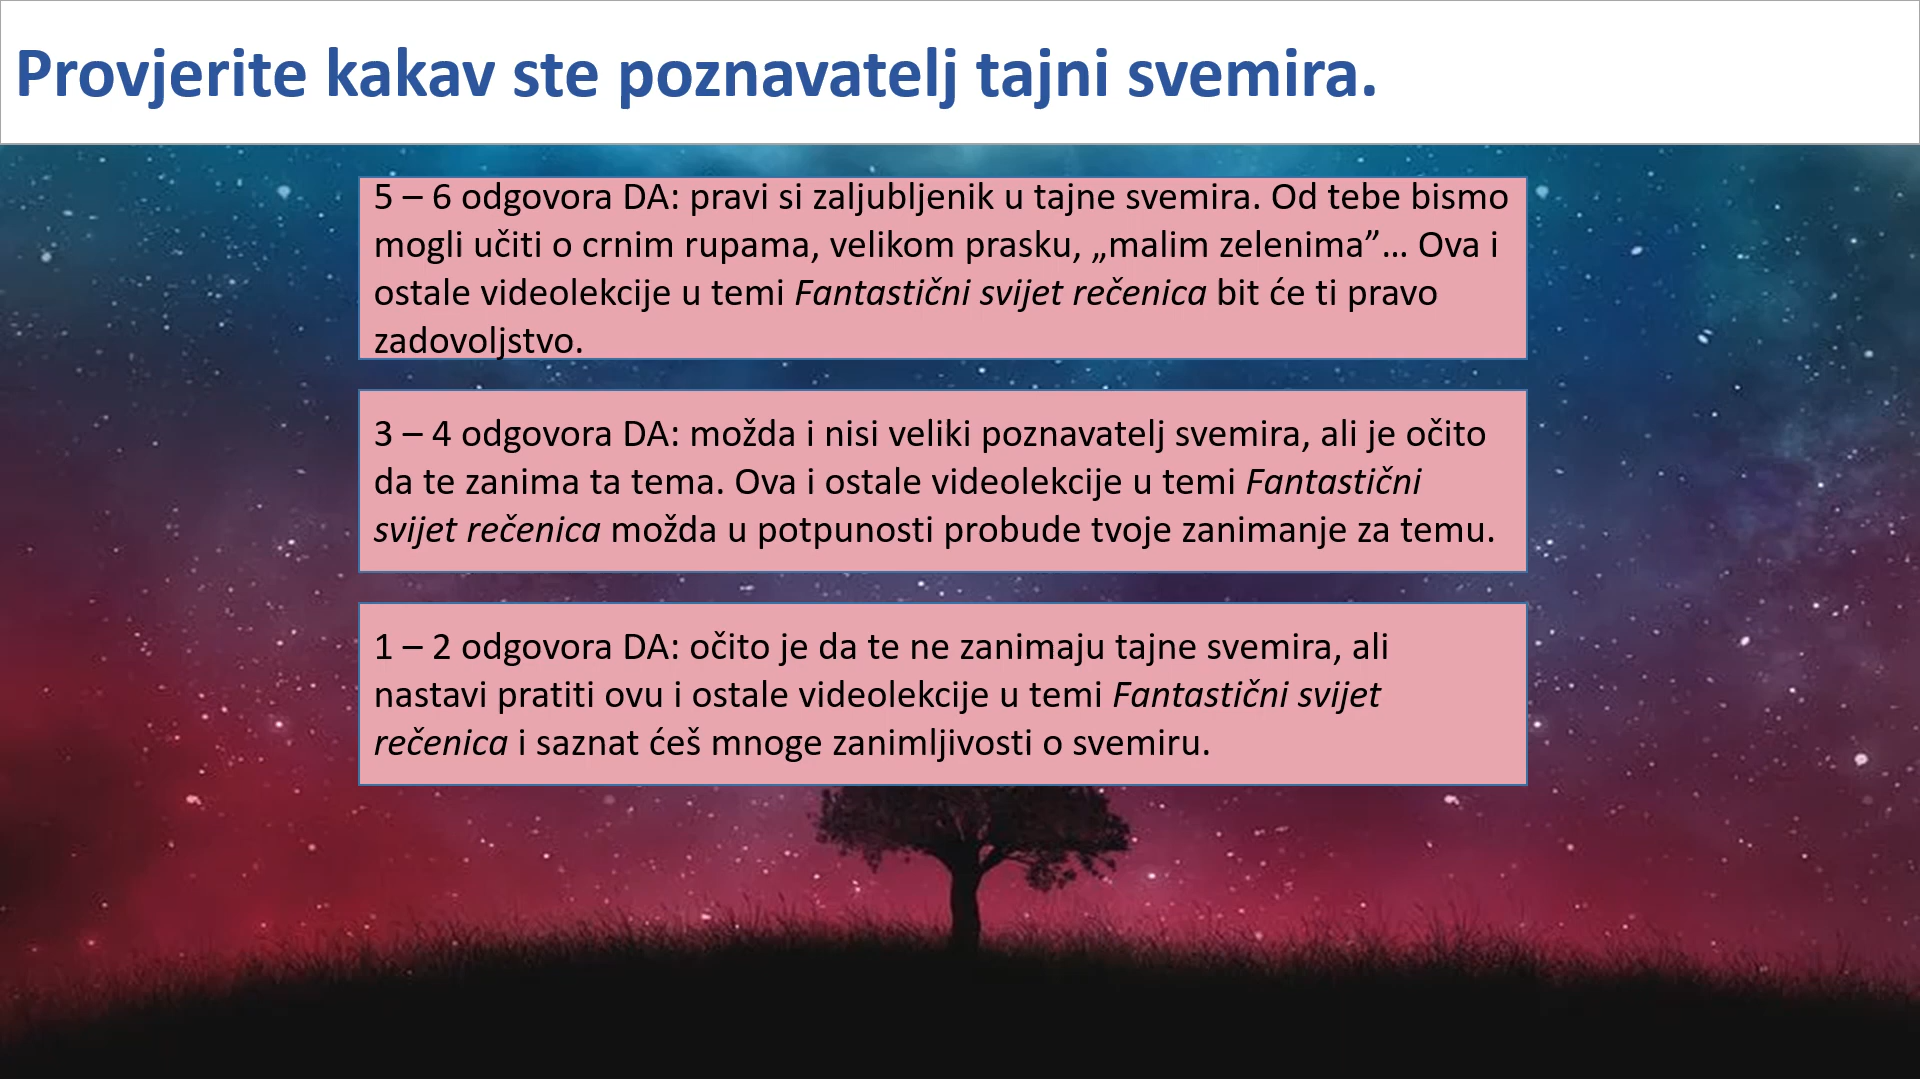 Provjerite kakav ste poznavatelj tajni svemira.
5 – 6 odgovora DA: pravi si zaljubljenik u tajne svemira. Od tebe bismo
mogli učiti o crnim rupama, velikom prasku, „malim zelenima”… Ova i
ostale videolekcije u temi Fantastični svijet rečenica bit će ti pravo
zadovoljstvo.
3 – 4 odgovora DA: možda i nisi veliki poznavatelj svemira, ali je očito
da te zanima ta tema. Ova i ostale videolekcije u temi Fantastični
svijet rečenica možda u potpunosti probude tvoje zanimanje za temu.
1 – 2 odgovora DA: očito je da te ne zanimaju tajne svemira, ali
nastavi pratiti ovu i ostale videolekcije u temi Fantastični svijet
rečenica i saznat ćeš mnoge zanimljivosti o svemiru.